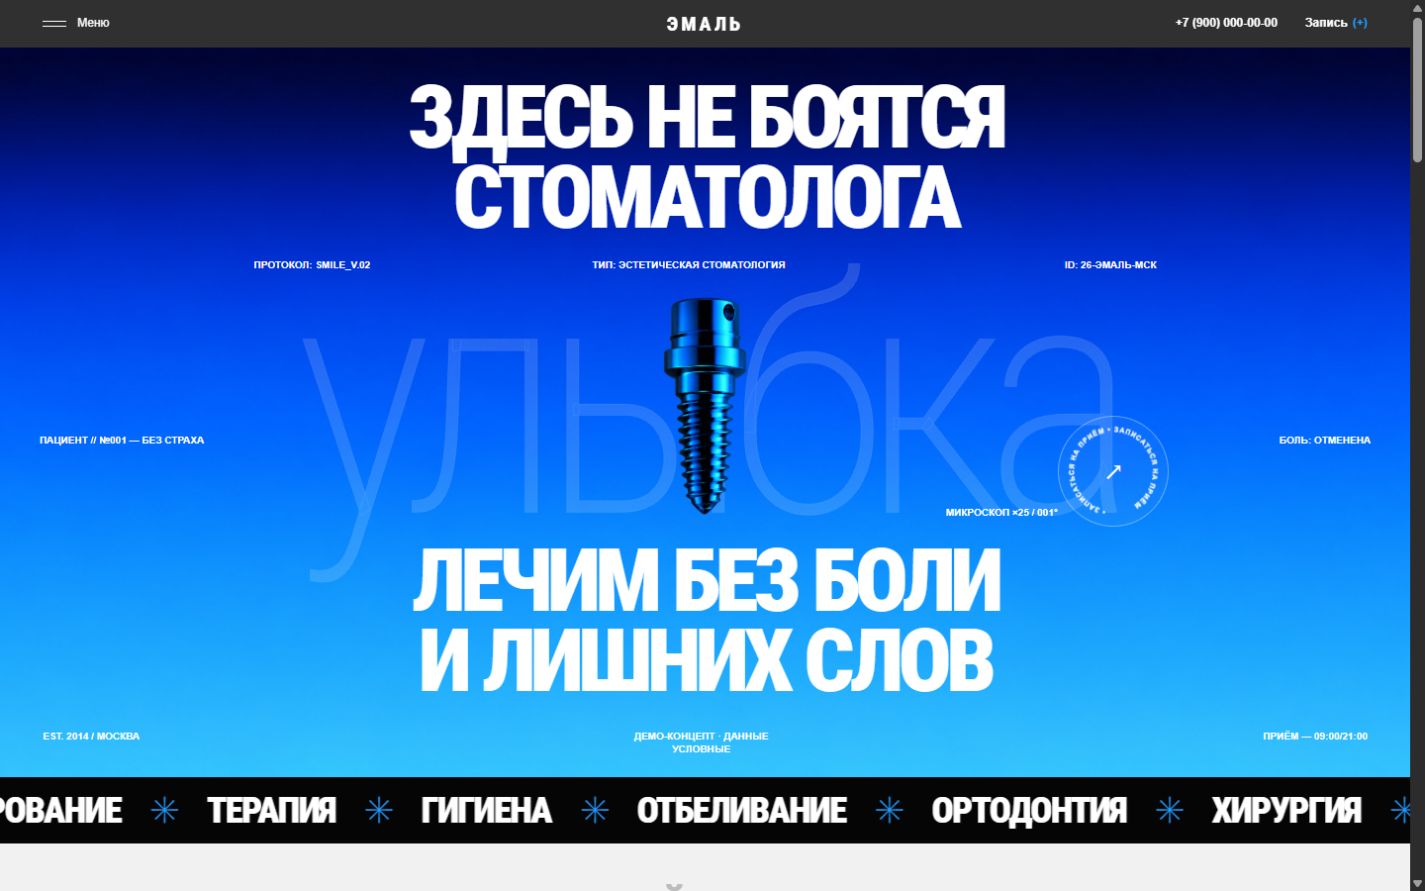 Меню
ЭМАЛЬ
+7 (900) 000-00-00
Запись (+)
ЗДЕСЬ НЕ БОЯТСЯ
СТОМАТОЛОГА
ПРОТОКОЛ: SMILE_V.02
ТИП: ЭСТЕТИЧЕСКАЯ СТОМАТОЛОГИЯ
ID: 26-ЭМАЛЬ-МСК
улыбка
ПАЦИЕНТ // №001 — БЕЗ СТРАХА
БОЛЬ: ОТМЕНЕНА
• ЗАПИСАТЬСЯ НА ПРИЁМ • ЗАПИСАТЬСЯ НА ПРИЁМ
МИКРОСКОП ×25 / 001°
ЛЕЧИМ БЕЗ БОЛИ
И ЛИШНИХ СЛОВ
EST. 2014 / МОСКВА
ДЕМО-КОНЦЕПТ · ДАННЫЕ
УСЛОВНЫЕ
ПРИЁМ — 09:00/21:00
РОВАНИЕ ТЕРАПИЯ ГИГИЕНА ОТБЕЛИВАНИЕ ОРТОДОНТИЯ ХИРУРГИЯ